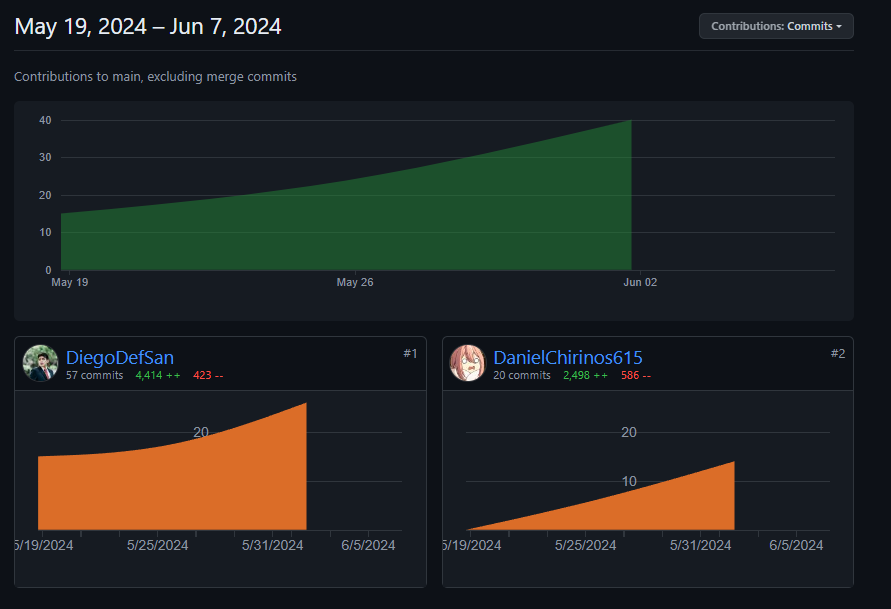 May 19, 2024 – Jun 7, 2024
Contributions: Commits
Contributions to main, excluding merge commits
40
30
20
10
0
May 19 May 26 Jun 02
DiegoDefSan #1
57 commits 4,414 ++ 423 --
20
5/19/2024 5/25/2024 5/31/2024 6/5/2024
DanielChirinos615 #2
20 commits 2,498 ++ 586 --
20
10
5/19/2024 5/25/2024 5/31/2024 6/5/2024